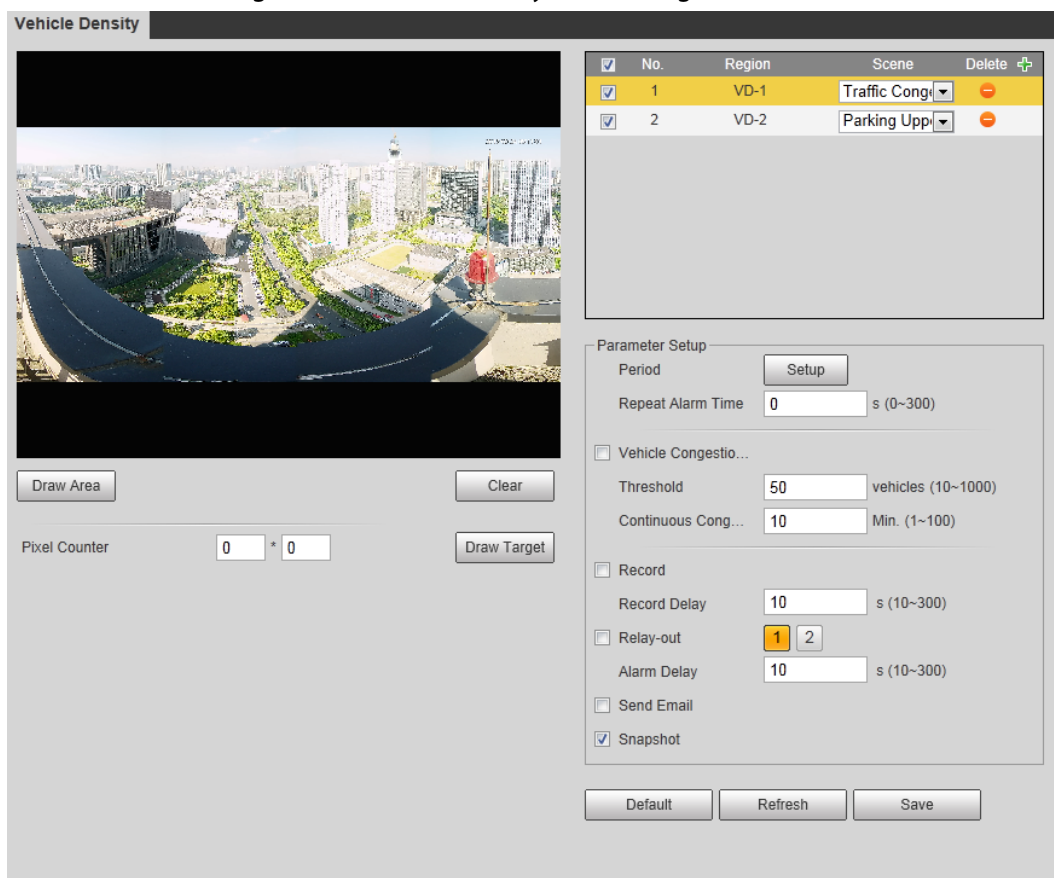 Vehicle Density
No. Region Scene Delete
1 VD-1 Traffic Cong
2 VD-2 Parking Upp
Parameter Setup
Period Setup
Repeat Alarm Time 0 s (0~300)
Vehicle Congestio...
Threshold 50 vehicles (10~1000)
Continuous Cong... 10 Min. (1~100)
Record
Record Delay 10 s (10~300)
Relay-out 1 2
Alarm Delay 10 s (10~300)
Send Email
Snapshot
Default Refresh Save
Draw Area Clear
Pixel Counter 0 * 0 Draw Target